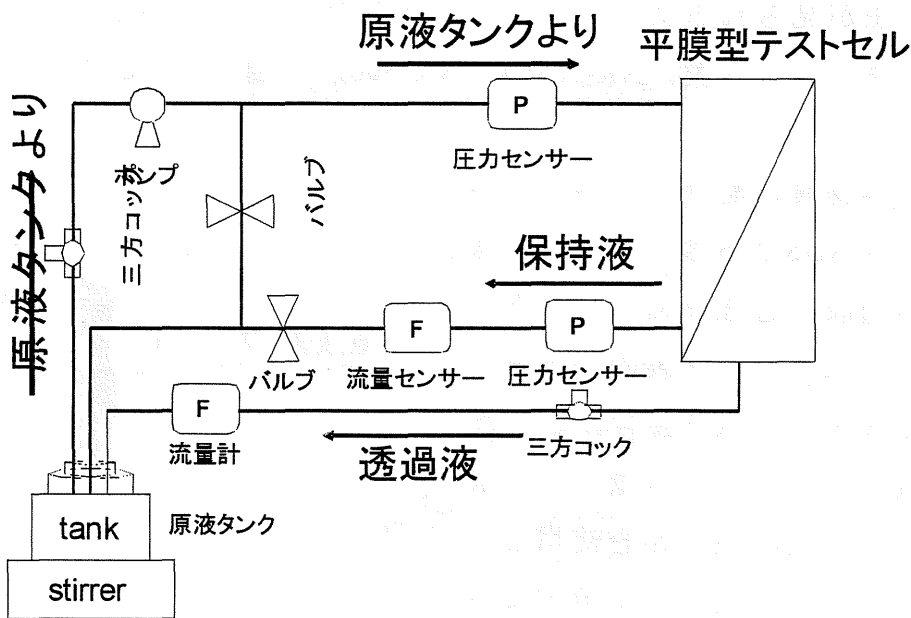 原液タンクより
平膜型テストセル
原液タンタより
P
圧力センサー
ポンプ
三方コック
バルブ
保持液
F
P
バルブ
流量センサー
圧力センサー
F
流量計
三方コック
透過液
tank
原液タンク
stirrer